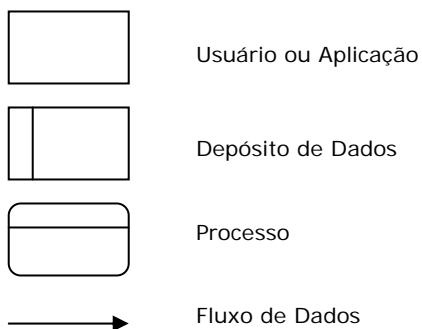 Usuário ou Aplicação
Depósito de Dados
Processo
Fluxo de Dados